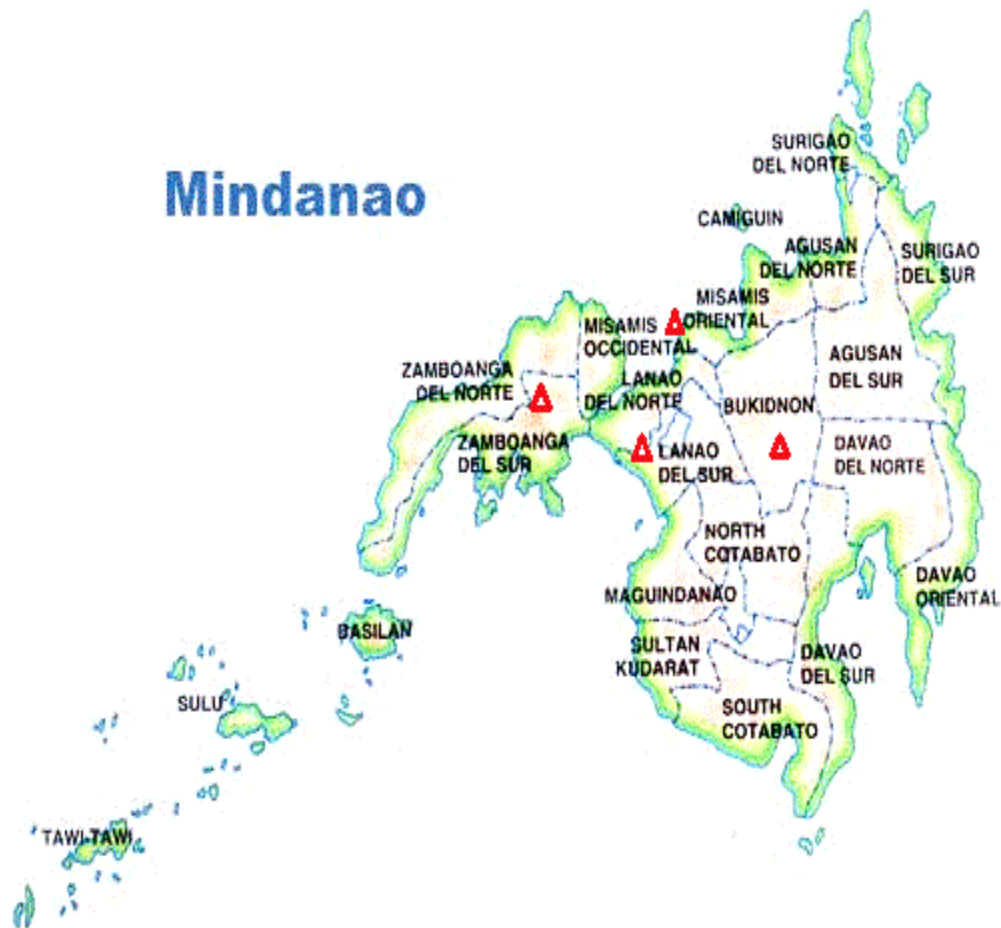 Mindanao
SURIGAO
DEL NORTE
CAMIGUIN
AGUSAN
DEL NORTE
SURIGAO
DEL SUR
MISAMIS
ORIENTAL
MISAMIS
OCCIDENTAL
ZAMBOANGA
DEL NORTE
LANAO
DEL NORTE
AGUSAN
DEL SUR
BUKIDNON
ZAMBOANGA
DEL SUR
LANAO
DEL SUR
DAVAO
DEL NORTE
NORTH
COTABATO
MAGUINDANAO
DAVAO
ORIENTAL
BASILAN
SULTAN
KUDARAT
DAVAO
DEL SUR
SULU
SOUTH
COTABATO
TAWI-TAWI